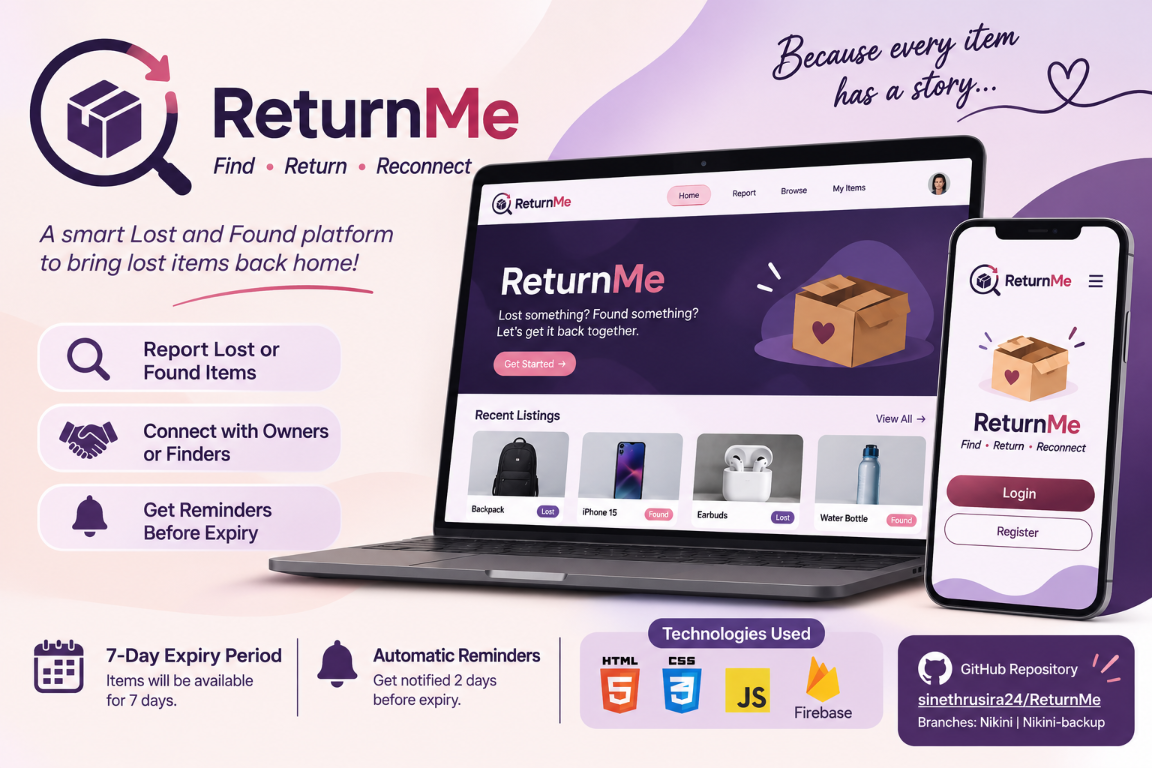 Because every item
has a story...
ReturnMe
Find • Return • Reconnect
A smart Lost and Found platform
to bring lost items back home!
Report Lost or
Found Items
Connect with Owners
or Finders
Get Reminders
Before Expiry
ReturnMe
Home
Report
Browse
My Items
ReturnMe
Lost something? Found something?
Let's get it back together.
Get Started →
Recent Listings
View All →
Backpack
Lost
iPhone 15
Found
Earbuds
Lost
Water Bottle
Found
ReturnMe
ReturnMe
Find • Return • Reconnect
Login
Register
7-Day Expiry Period
Items will be available
for 7 days.
Automatic Reminders
Get notified 2 days
before expiry.
Technologies Used
HTML
5
CSS
3
JS
Firebase
GitHub Repository
sinethrusira24/ReturnMe
Branches: Nikini | Nikini-backup